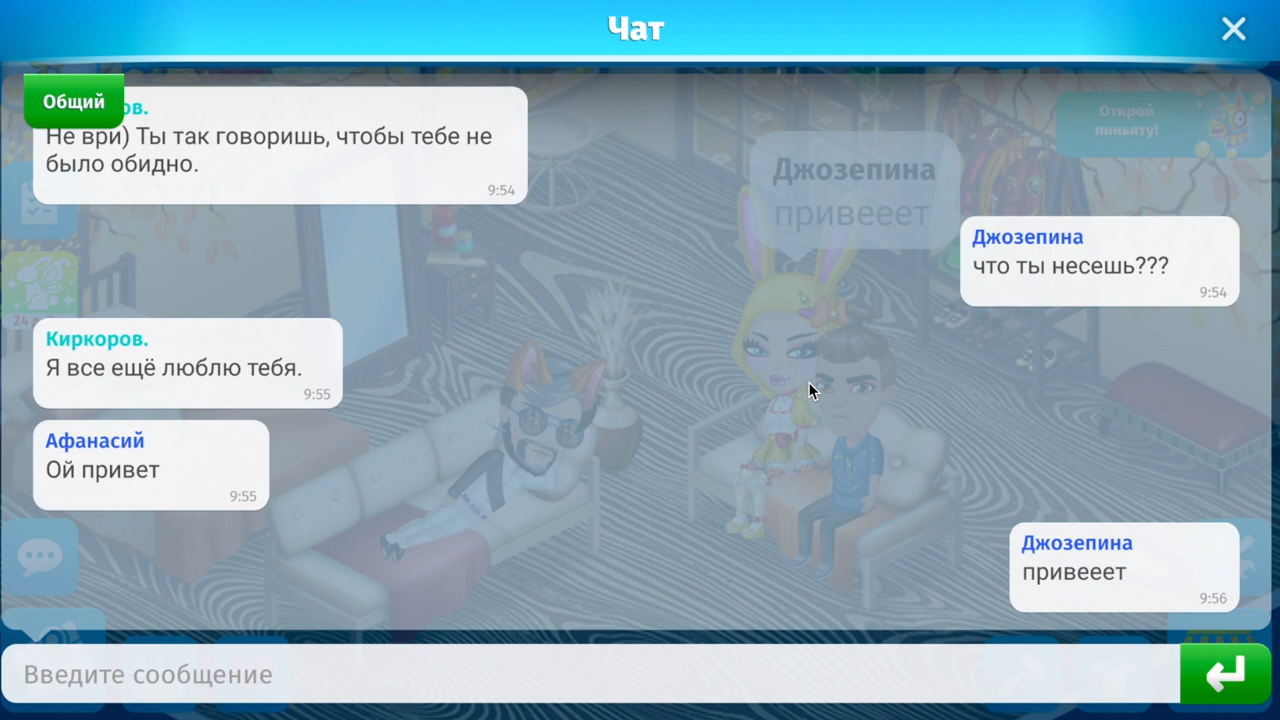 Чат
Общий
ов.
Не ври) Ты так говоришь, чтобы тебе не
было обидно.
9:54
Открой
пиньяту!
Джозепина
привееет
Джозепина
что ты несешь???
9:54
24
Киркоров.
Я все ещё люблю тебя.
9:55
Афанасий
Ой привет
9:55
Джозепина
привееет
9:56
Введите сообщение